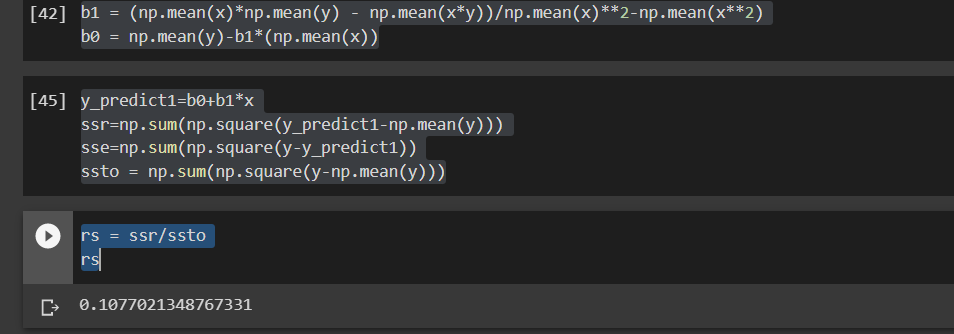 [42] b1 = (np.mean(x)*np.mean(y) - np.mean(x*y))/np.mean(x)**2-np.mean(x**2)
b0 = np.mean(y)-b1*(np.mean(x))
[45] y_predict1=b0+b1*x
ssr=np.sum(np.square(y_predict1-np.mean(y)))
sse=np.sum(np.square(y-y_predict1))
ssto = np.sum(np.square(y-np.mean(y)))
rs = ssr/ssto
rs
0.1077021348767331